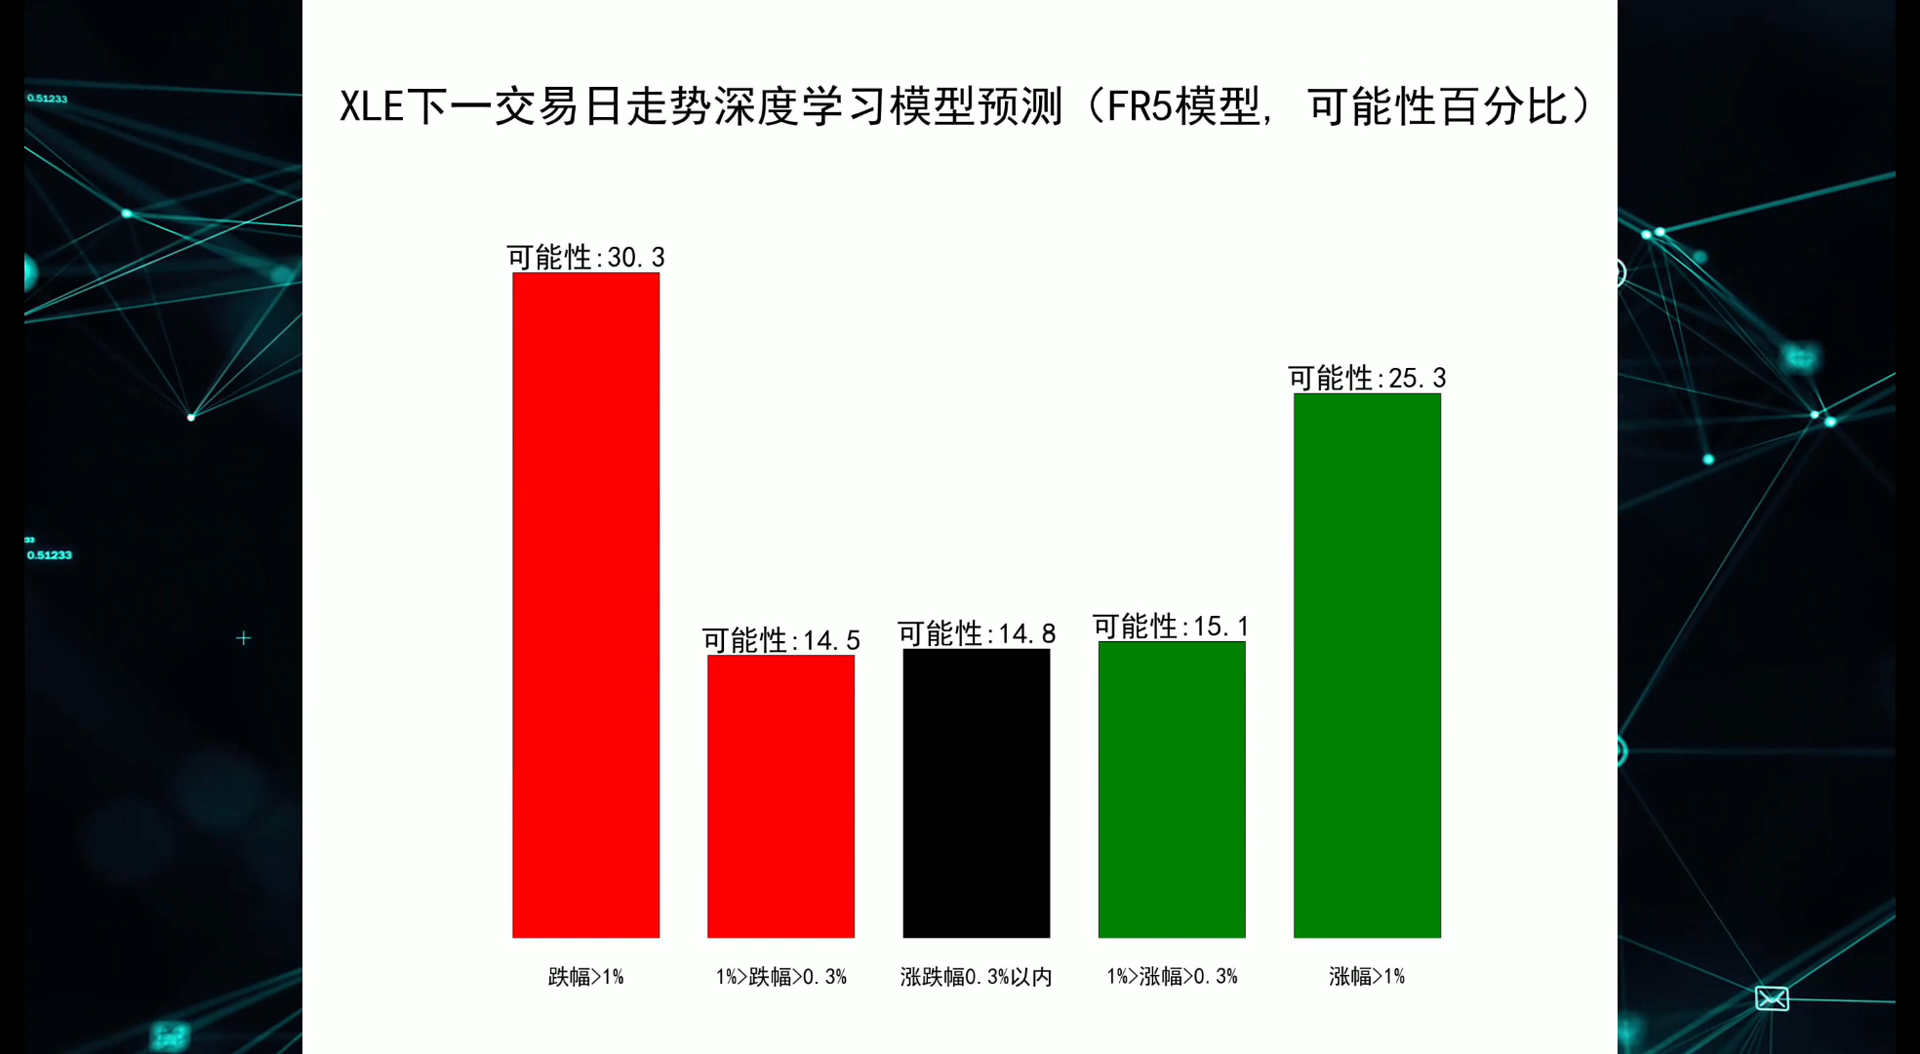 XLE下一交易日走势深度学习模型预测（FR5模型, 可能性百分比）
0.51233
可能性:30.3
可能性:25.3
0.51233
可能性:14.5
可能性:14.8
可能性:15.1
跌幅>1%
1%>跌幅>0.3%
涨跌幅0.3%以内
1%>涨幅>0.3%
涨幅>1%